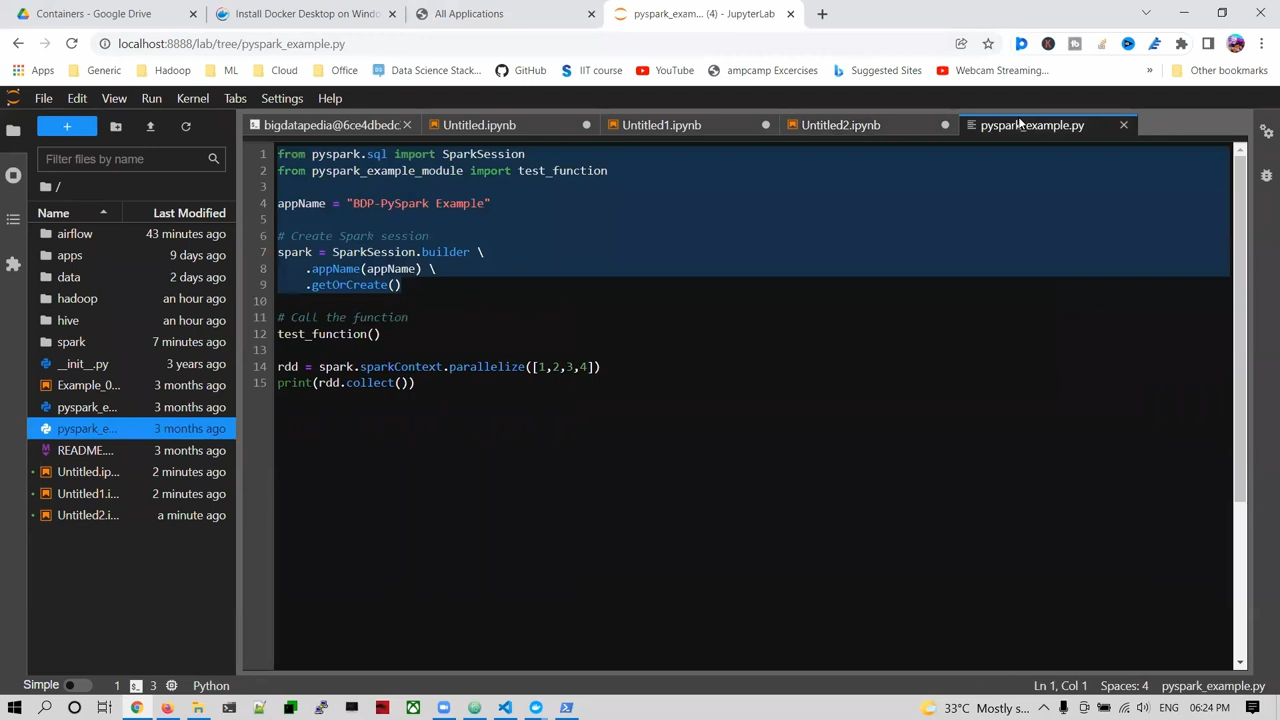 Containers - Google Drive
Install Docker Desktop on Windo
All Applications
pyspark_exam... (4) - JupyterLab
localhost:8888/lab/tree/pyspark_example.py
Apps
Generic
Hadoop
ML
Cloud
Office
Data Science Stack...
GitHub
IIT course
YouTube
ampcamp Excercises
Suggested Sites
Webcam Streaming...
»
Other bookmarks
File Edit View Run Kernel Tabs Settings Help
bigdatapedia@6ce4dbedc
Untitled.ipynb
Untitled1.ipynb
Untitled2.ipynb
pyspark_example.py
Filter files by name
/
Name Last Modified
airflow 43 minutes ago
apps 9 days ago
data 2 days ago
hadoop an hour ago
hive an hour ago
spark 7 minutes ago
__init__.py 3 years ago
Example_0... 3 months ago
pyspark_e... 3 months ago
pyspark_e... 3 months ago
README.... 3 months ago
Untitled.ip... 2 minutes ago
Untitled1.i... 2 minutes ago
Untitled2.i... a minute ago
1 from pyspark.sql import SparkSession
2 from pyspark_example_module import test_function
3
4 appName = "BDP-PySpark Example"
5
6 # Create Spark session
7 spark = SparkSession.builder \
8     .appName(appName) \
9     .getOrCreate()
10
11 # Call the function
12 test_function()
13
14 rdd = spark.sparkContext.parallelize([1,2,3,4])
15 print(rdd.collect())
Simple 1 3 Python
Ln 1, Col 1 Spaces: 4 pyspark_example.py
33°C Mostly s... ENG 06:24 PM